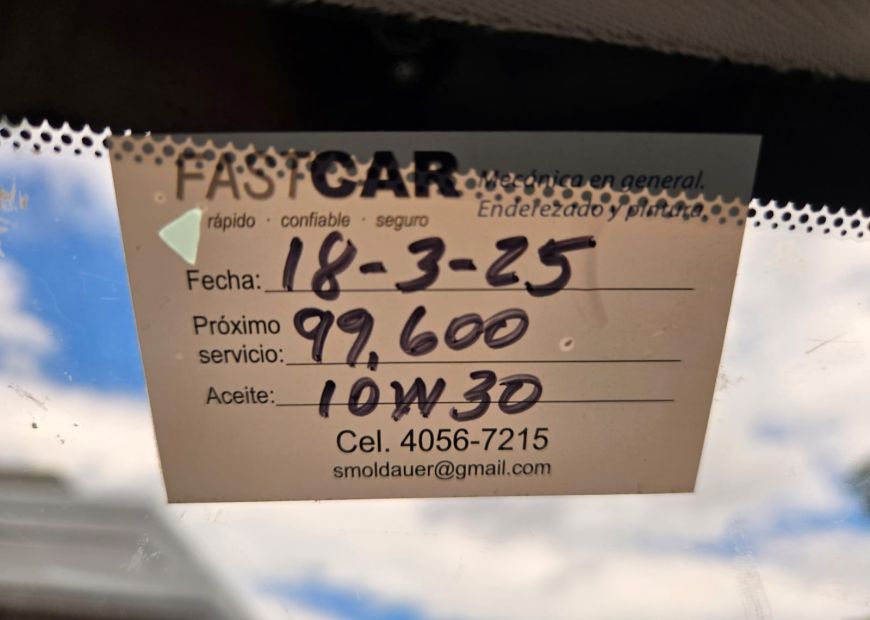 FASTCAR Mecánica en general.
rápido · confiable · seguro Enderezado y pintura.
Fecha: 18-3-25
Próximo
servicio: 99,600
Aceite: 10W30
Cel. 4056-7215
smoldauer@gmail.com